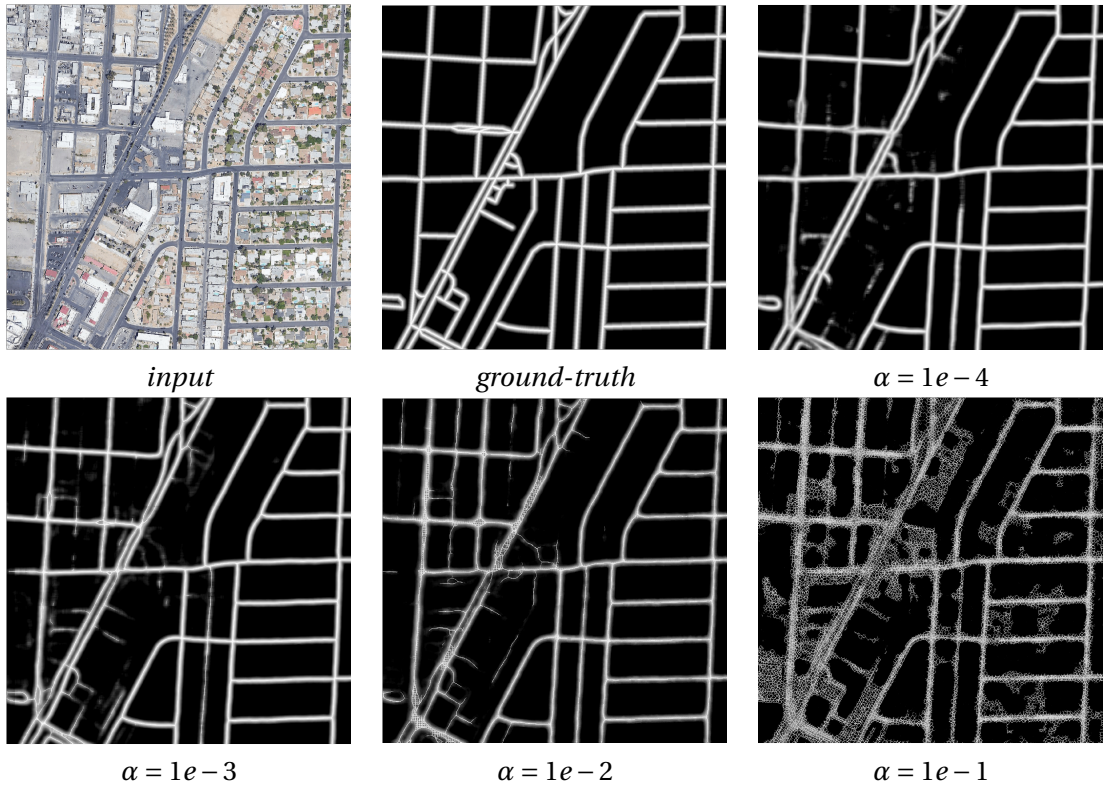 input
ground-truth
α = 1e − 4
α = 1e − 3
α = 1e − 2
α = 1e − 1